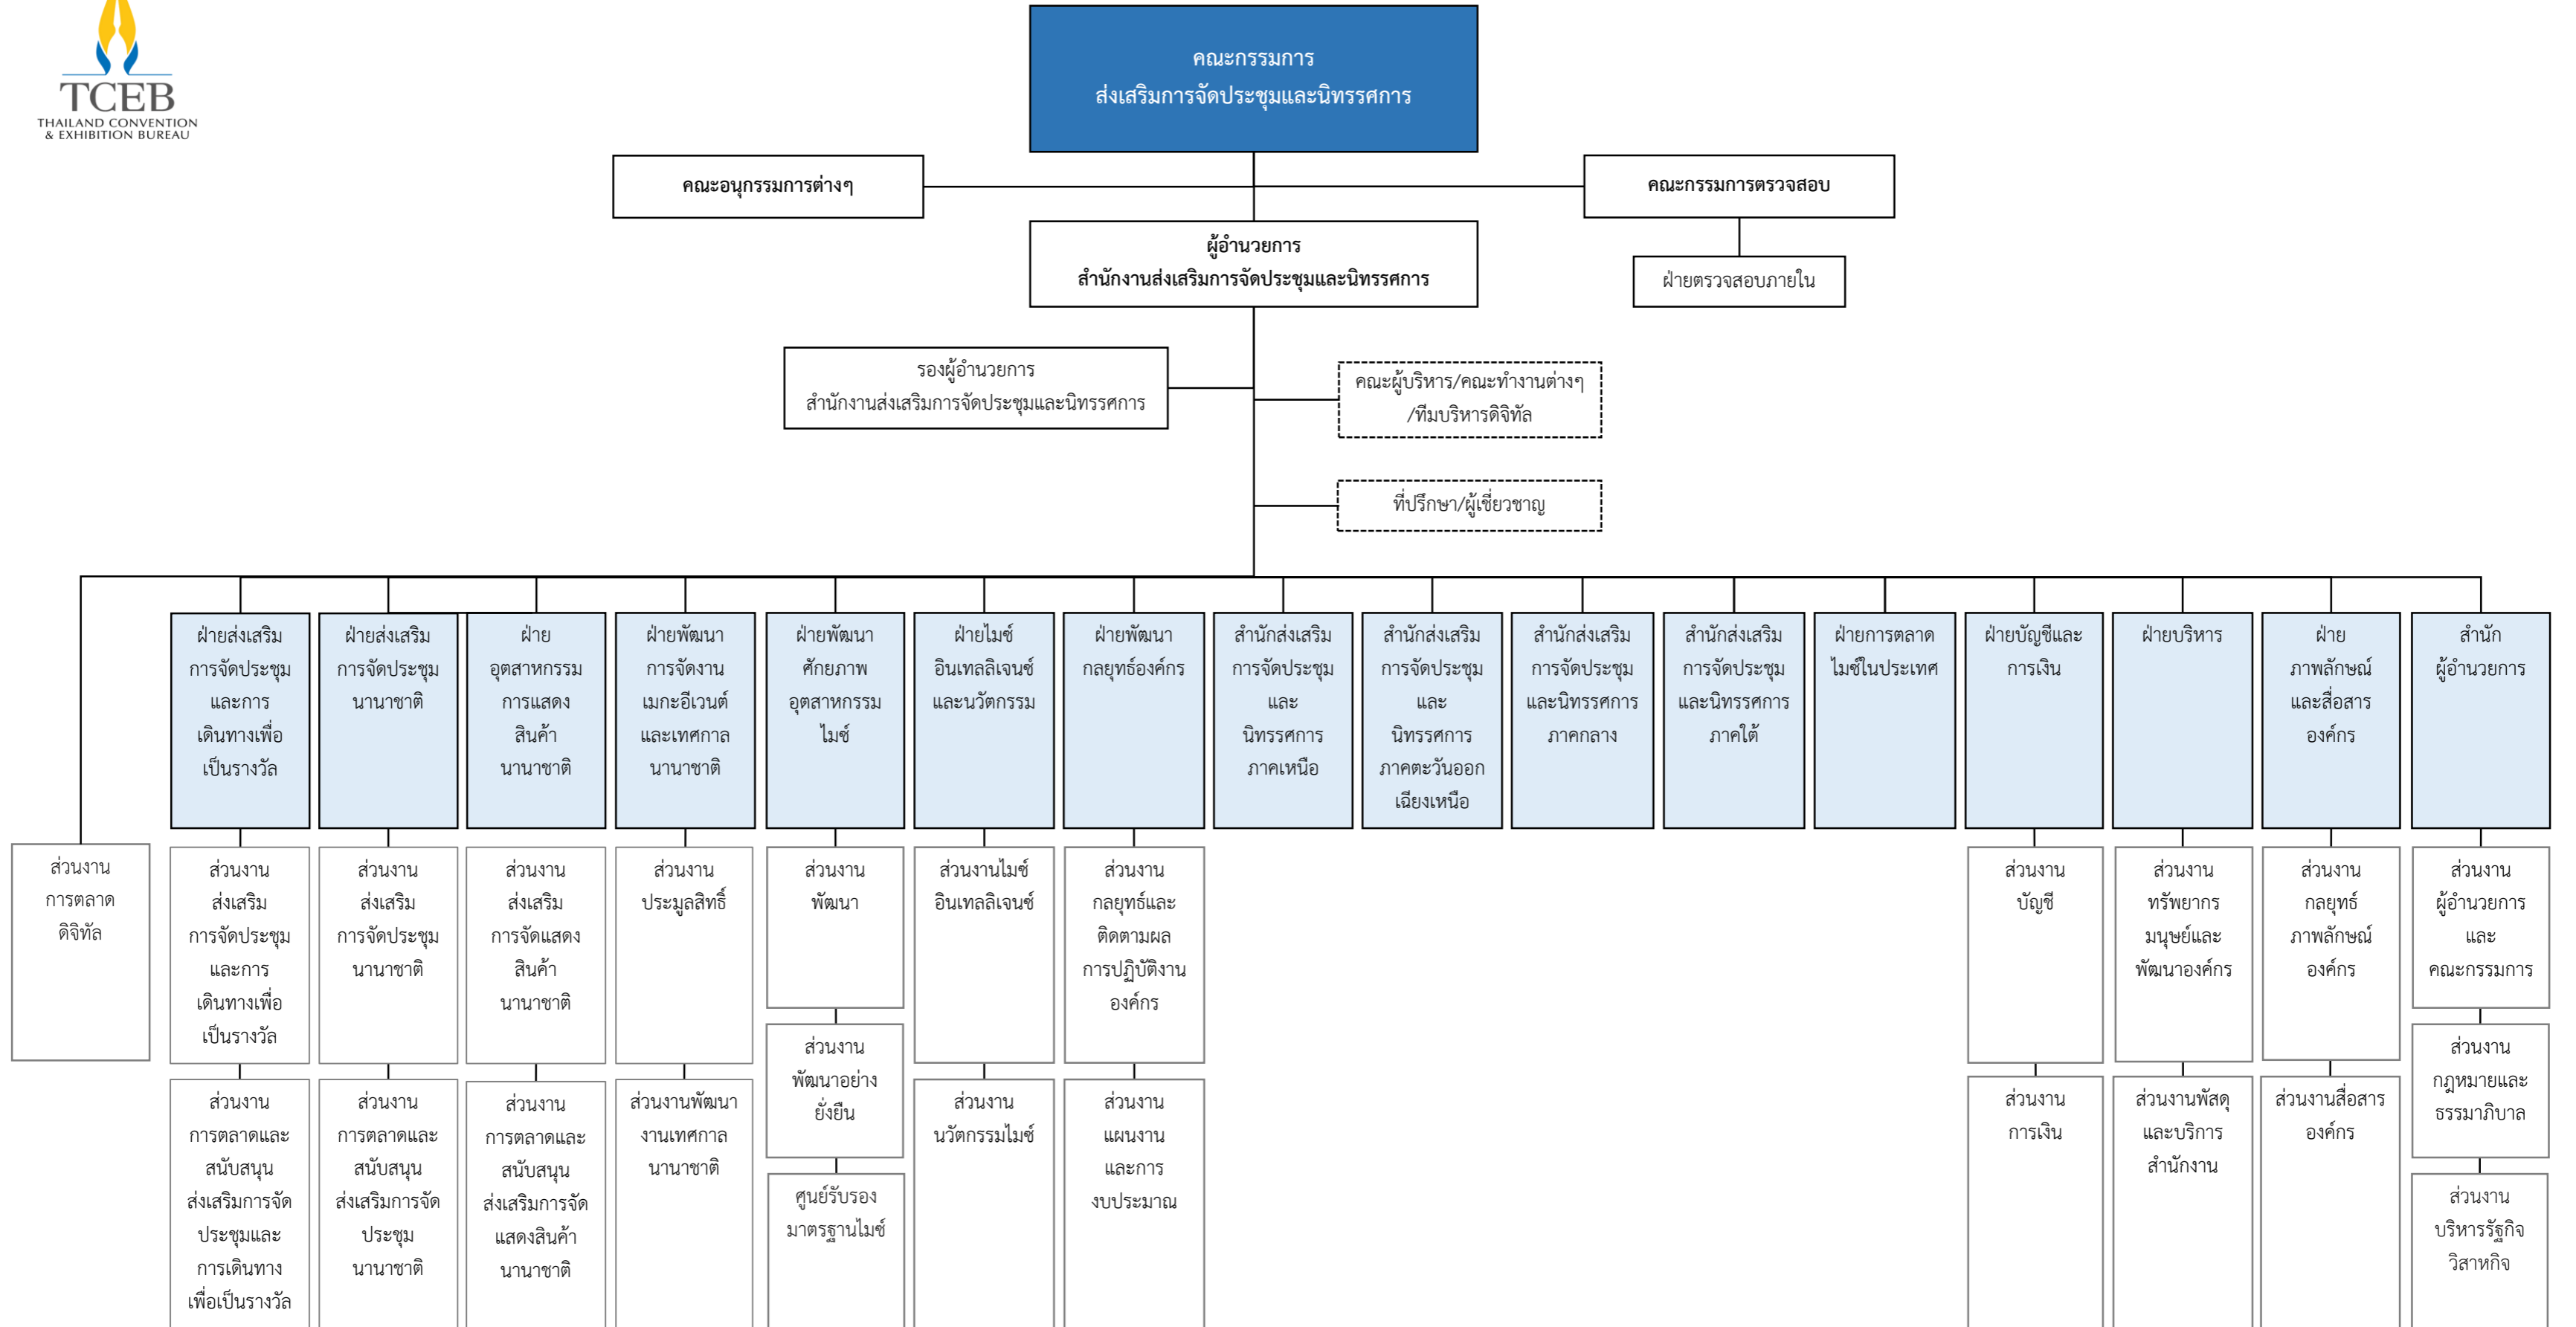 TCEB
THAILAND CONVENTION
& EXHIBITION BUREAU
คณะกรรมการ
ส่งเสริมการจัดประชุมและนิทรรศการ
คณะอนุกรรมการต่างๆ
คณะกรรมการตรวจสอบ
ผู้อำนวยการ
สำนักงานส่งเสริมการจัดประชุมและนิทรรศการ
ฝ่ายตรวจสอบภายใน
รองผู้อำนวยการ
สำนักงานส่งเสริมการจัดประชุมและนิทรรศการ
คณะผู้บริหาร/คณะทำงานต่างๆ
/ทีมบริหารดิจิทัล
ที่ปรึกษา/ผู้เชี่ยวชาญ
ฝ่ายส่งเสริม
การจัดประชุม
และการ
เดินทางเพื่อ
เป็นรางวัล
ฝ่ายส่งเสริม
การจัดประชุม
นานาชาติ
ฝ่าย
อุตสาหกรรม
การแสดง
สินค้า
นานาชาติ
ฝ่ายพัฒนา
การจัดงาน
เมกะอีเวนต์
และเทศกาล
นานาชาติ
ฝ่ายพัฒนา
ศักยภาพ
อุตสาหกรรม
ไมซ์
ฝ่ายไมซ์
อินเทลลิเจนซ์
และนวัตกรรม
ฝ่ายพัฒนา
กลยุทธ์องค์กร
สำนักส่งเสริม
การจัดประชุม
และ
นิทรรศการ
ภาคเหนือ
สำนักส่งเสริม
การจัดประชุม
และ
นิทรรศการ
ภาคตะวันออก
เฉียงเหนือ
สำนักส่งเสริม
การจัดประชุม
และนิทรรศการ
ภาคกลาง
สำนักส่งเสริม
การจัดประชุม
และนิทรรศการ
ภาคใต้
ฝ่ายการตลาด
ไมซ์ในประเทศ
ฝ่ายบัญชีและ
การเงิน
ฝ่ายบริหาร
ฝ่าย
ภาพลักษณ์
และสื่อสาร
องค์กร
สำนัก
ผู้อำนวยการ
ส่วนงาน
การตลาด
ดิจิทัล
ส่วนงาน
ส่งเสริม
การจัดประชุม
และการ
เดินทางเพื่อ
เป็นรางวัล
ส่วนงาน
ส่งเสริม
การจัดประชุม
นานาชาติ
ส่วนงาน
ส่งเสริม
การจัดแสดง
สินค้า
นานาชาติ
ส่วนงาน
ประมูลสิทธิ์
ส่วนงาน
พัฒนา
ส่วนงานไมซ์
อินเทลลิเจนซ์
ส่วนงาน
กลยุทธ์และ
ติดตามผล
การปฏิบัติงาน
องค์กร
ส่วนงาน
บัญชี
ส่วนงาน
ทรัพยากร
มนุษย์และ
พัฒนาองค์กร
ส่วนงาน
กลยุทธ์
ภาพลักษณ์
องค์กร
ส่วนงาน
ผู้อำนวยการ
และ
คณะกรรมการ
ส่วนงาน
การตลาดและ
สนับสนุน
ส่งเสริมการจัด
ประชุมและ
การเดินทาง
เพื่อเป็นรางวัล
ส่วนงาน
การตลาดและ
สนับสนุน
ส่งเสริมการจัด
ประชุม
นานาชาติ
ส่วนงาน
การตลาดและ
สนับสนุน
ส่งเสริมการจัด
แสดงสินค้า
นานาชาติ
ส่วนงานพัฒนา
งานเทศกาล
นานาชาติ
ส่วนงาน
พัฒนาอย่าง
ยั่งยืน
ศูนย์รับรอง
มาตรฐานไมซ์
ส่วนงาน
นวัตกรรมไมซ์
ส่วนงาน
แผนงาน
และการ
งบประมาณ
ส่วนงาน
การเงิน
ส่วนงานพัสดุ
และบริการ
สำนักงาน
ส่วนงานสื่อสาร
องค์กร
ส่วนงาน
กฎหมายและ
ธรรมาภิบาล
ส่วนงาน
บริหารรัฐกิจ
วิสาหกิจ